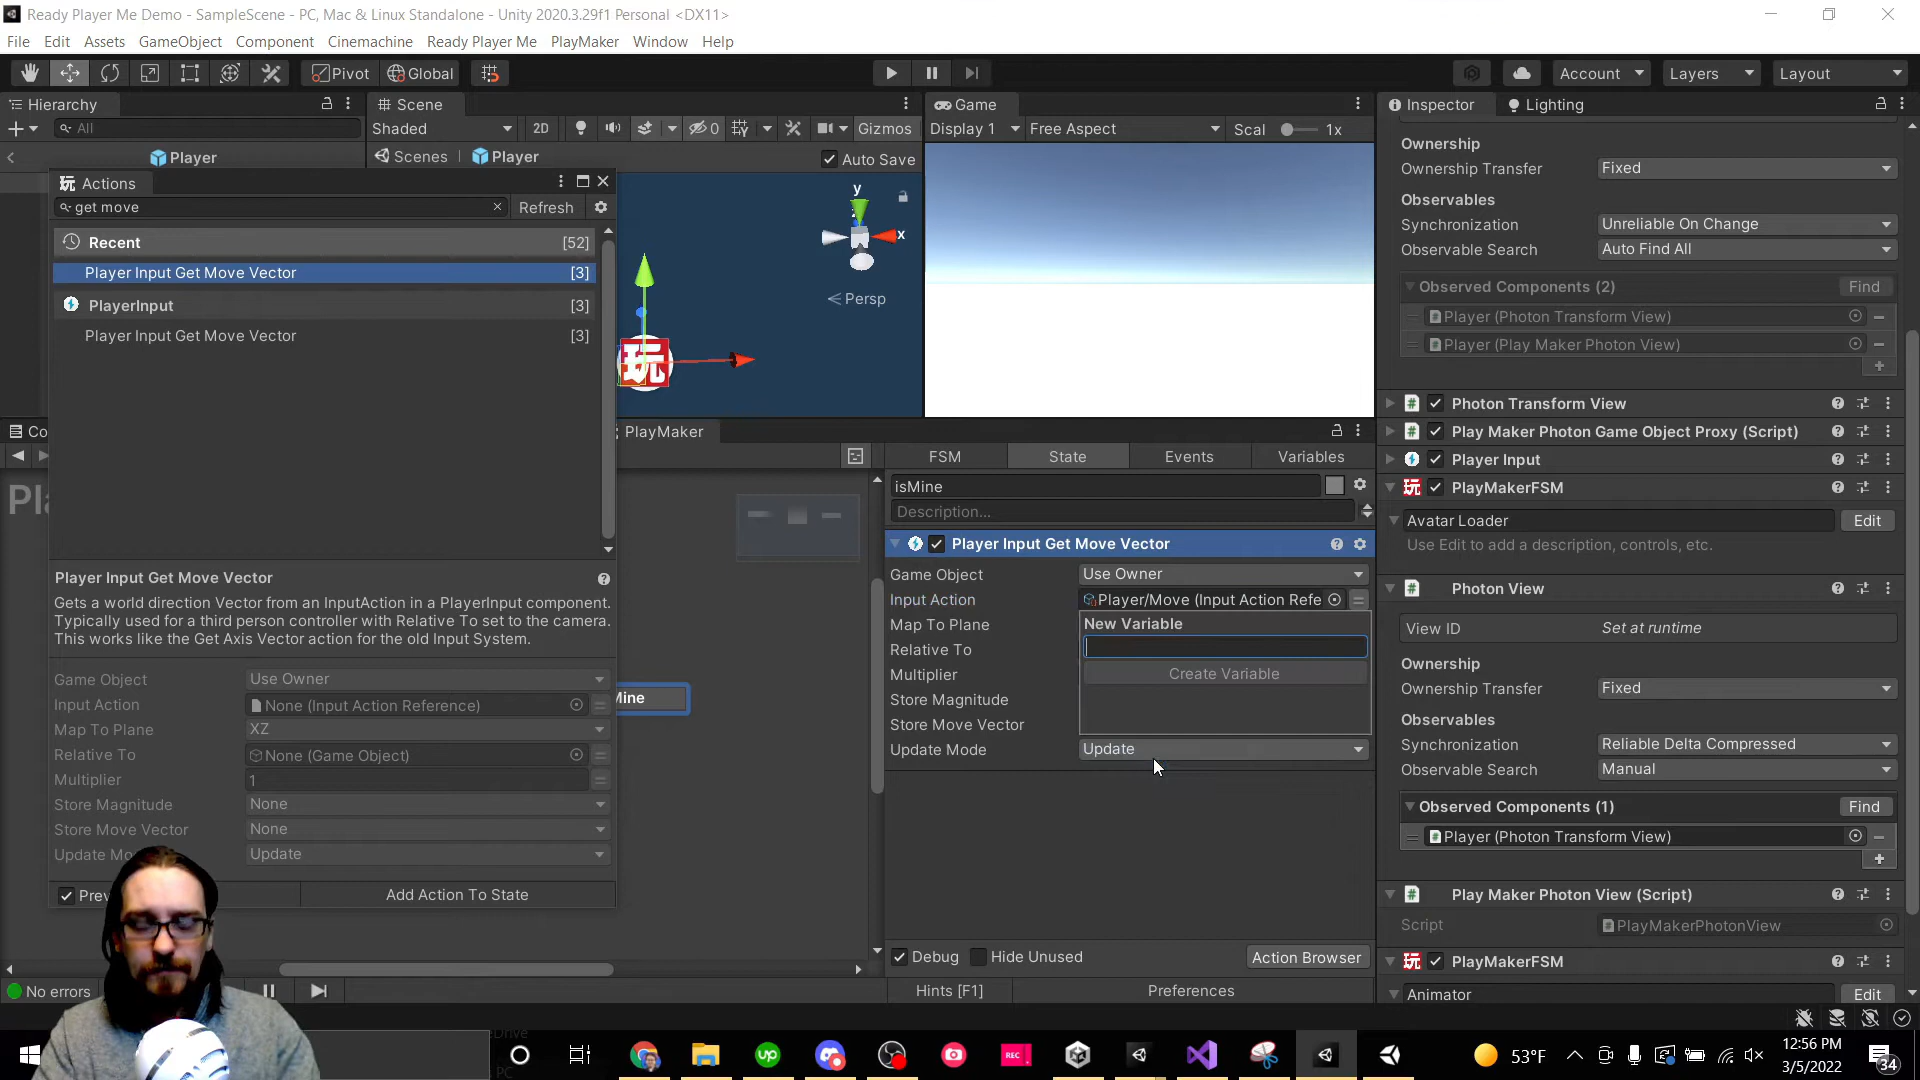 Ready Player Me Demo - SampleScene - PC, Mac & Linux Standalone - Unity 2020.3.29f1 Personal <DX11>
File Edit Assets GameObject Component Cinemachine Ready Player Me PlayMaker Window Help
Pivot Global Account Layers Layout
Hierarchy Scene Game Inspector Lighting
All Shaded 2D 0 Gizmos Display 1 Free Aspect Scal 1x
Player Scenes Player Auto Save
Actions
get move Refresh
Recent [52]
Player Input Get Move Vector [3]
PlayerInput [3]
Player Input Get Move Vector [3]
Player Input Get Move Vector
Gets a world direction Vector from an InputAction in a PlayerInput component.
Typically used for a third person controller with Relative To set to the camera.
This works like the Get Axis Vector action for the old Input System.
Game Object Use Owner
Input Action None (Input Action Reference)
Map To Plane XZ
Relative To None (Game Object)
Multiplier 1
Store Magnitude None
Store Move Vector None
Update Mo Update
Prev Add Action To State
y
x
Persp
玩
Co PlayMaker
Pla
Mine
FSM State Events Variables
isMine
Description...
Player Input Get Move Vector
Game Object Use Owner
Input Action Player/Move (Input Action Refe
Map To Plane
Relative To
Multiplier
Store Magnitude
Store Move Vector
New Variable
Create Variable
Update Mode Update
Debug Hide Unused Action Browser
Hints [F1] Preferences
No errors
Ownership
Ownership Transfer Fixed
Observables
Synchronization Unreliable On Change
Observable Search Auto Find All
Observed Components (2) Find
Player (Photon Transform View)
Player (Play Maker Photon View)
Photon Transform View
Play Maker Photon Game Object Proxy (Script)
Player Input
PlayMakerFSM
Avatar Loader Edit
Use Edit to add a description, controls, etc.
Photon View
View ID Set at runtime
Ownership
Ownership Transfer Fixed
Observables
Synchronization Reliable Delta Compressed
Observable Search Manual
Observed Components (1) Find
Player (Photon Transform View)
Play Maker Photon View (Script)
Script PlayMakerPhotonView
PlayMakerFSM
Animator Edit
REC
53°F
12:56 PM
3/5/2022
34